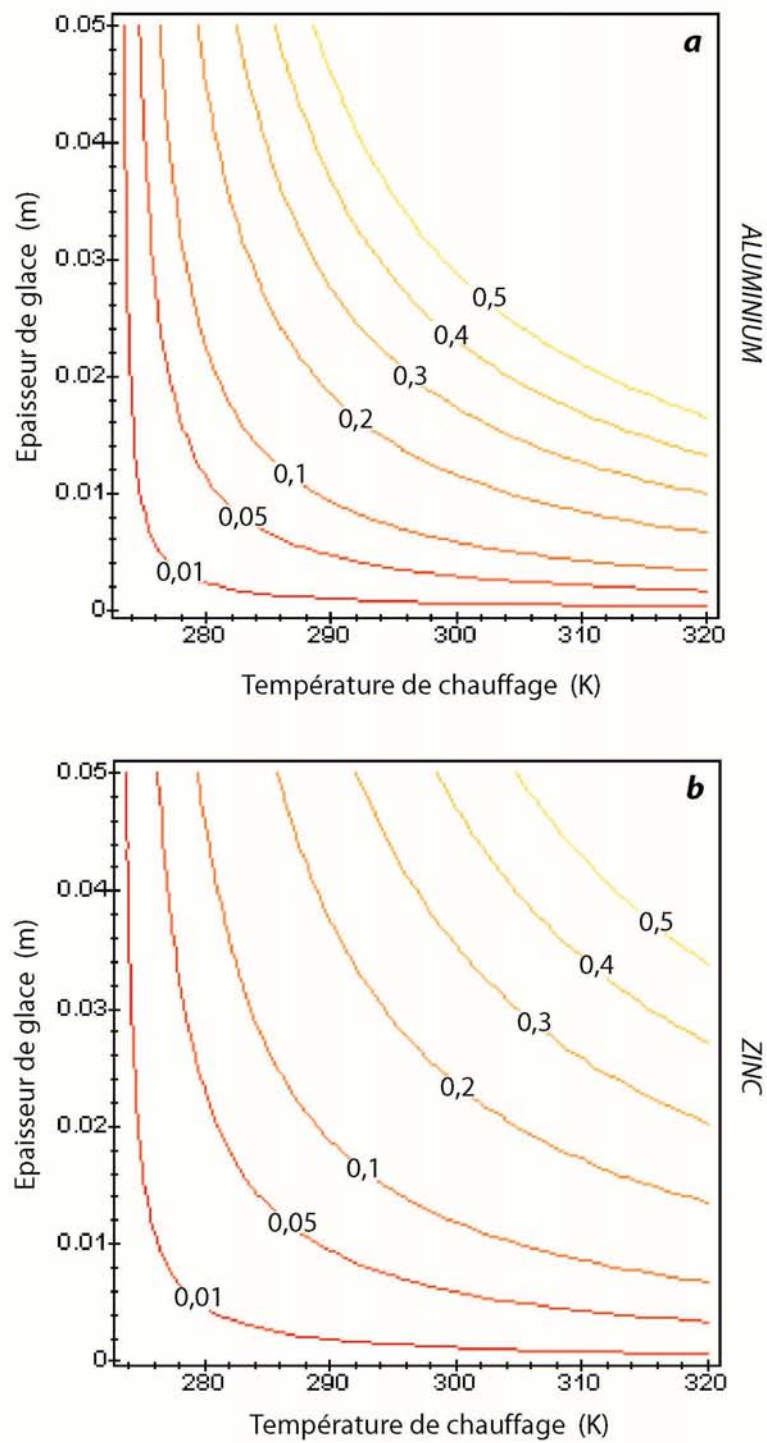 a
0.05
0.04
0.03
0.02
0.01
0
Epaisseur de glace (m)
0,5
0,4
0,3
0,2
0,1
0,05
0,01
280 290 300 310 320
Température de chauffage (K)
ALUMINIUM
b
0.05
0.04
0.03
0.02
0.01
0
Epaisseur de glace (m)
0,5
0,4
0,3
0,2
0,1
0,05
0,01
280 290 300 310 320
Température de chauffage (K)
ZINC